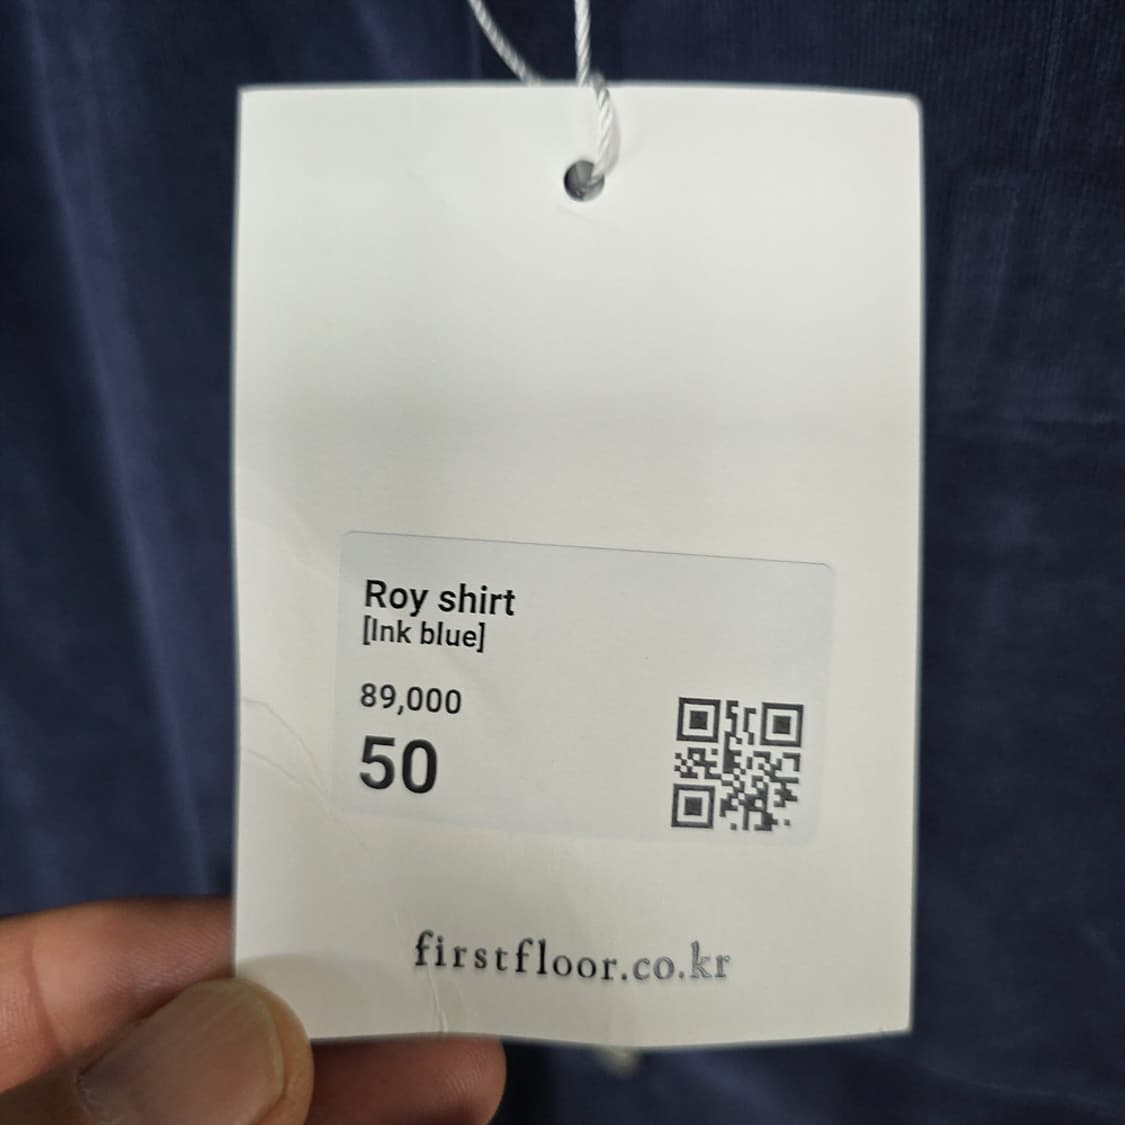 Roy shirt
[Ink blue]
89,000
50
firstfloor.co.kr